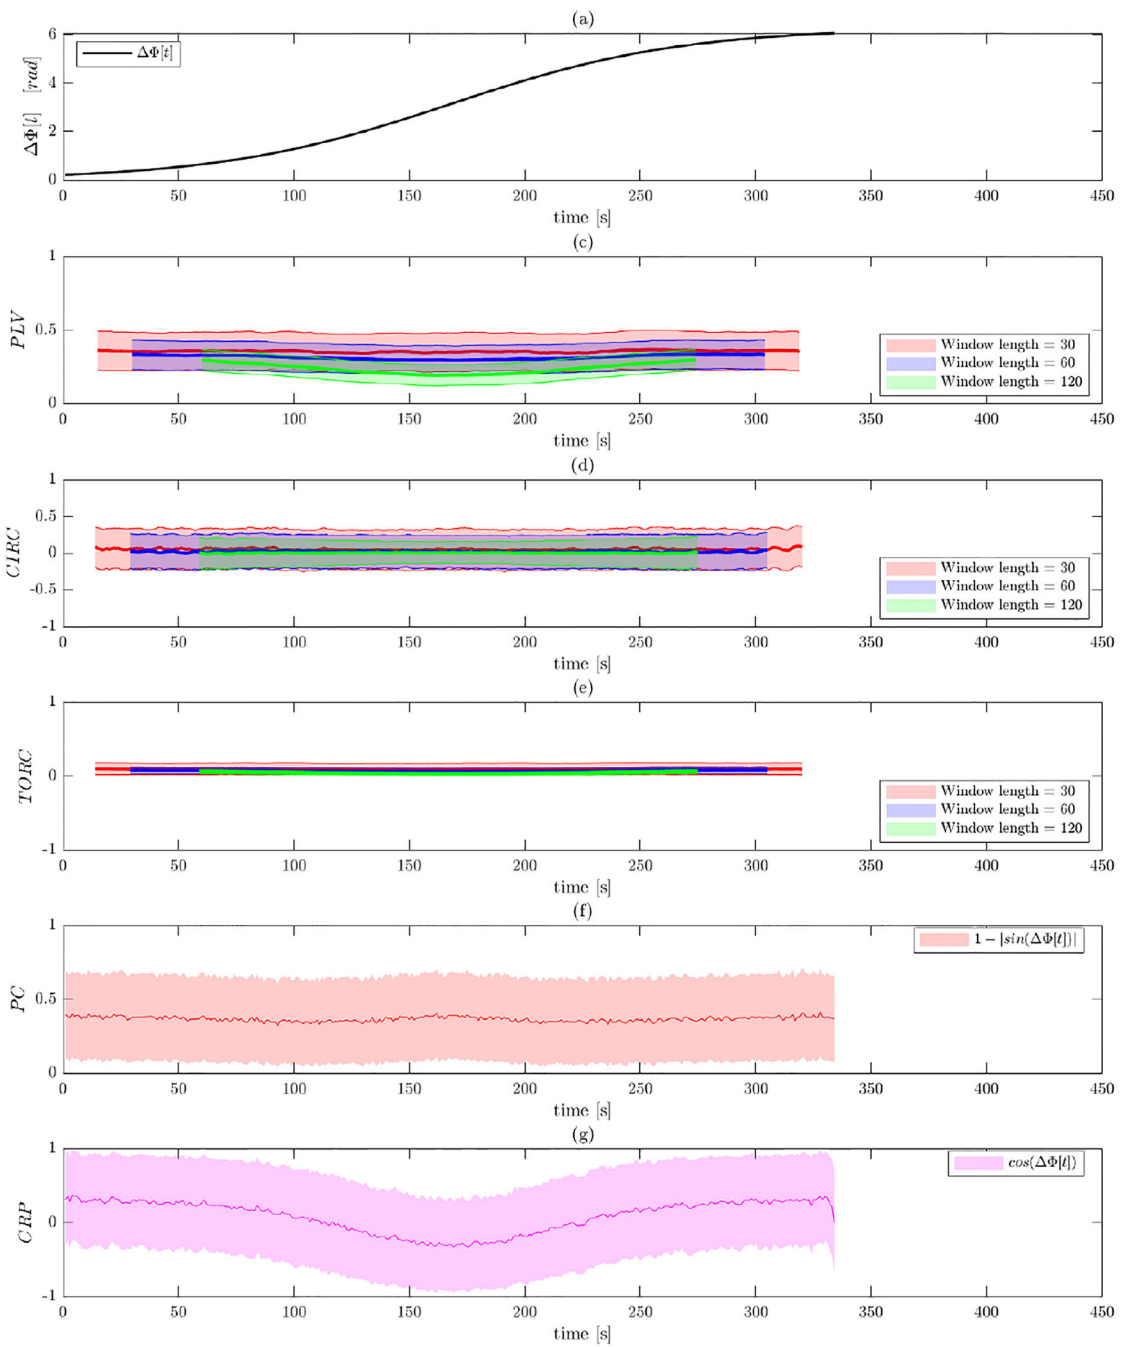 (a)
6
4
2
0
ΔΦ[t] [rad]
ΔΦ[t]
0 50 100 150 200 250 300 350 400 450
time [s]
(c)
1
0.5
0
PLV
Window length = 30
Window length = 60
Window length = 120
0 50 100 150 200 250 300 350 400 450
time [s]
(d)
1
0.5
0
-0.5
-1
CIRC
Window length = 30
Window length = 60
Window length = 120
0 50 100 150 200 250 300 350 400 450
time [s]
(e)
1
0
-1
TORC
Window length = 30
Window length = 60
Window length = 120
0 50 100 150 200 250 300 350 400 450
time [s]
(f)
1
0.5
0
PC
1 − |sin(ΔΦ[t])|
0 50 100 150 200 250 300 350 400 450
time [s]
(g)
1
0
-1
CRP
cos(ΔΦ[t])
0 50 100 150 200 250 300 350 400 450
time [s]